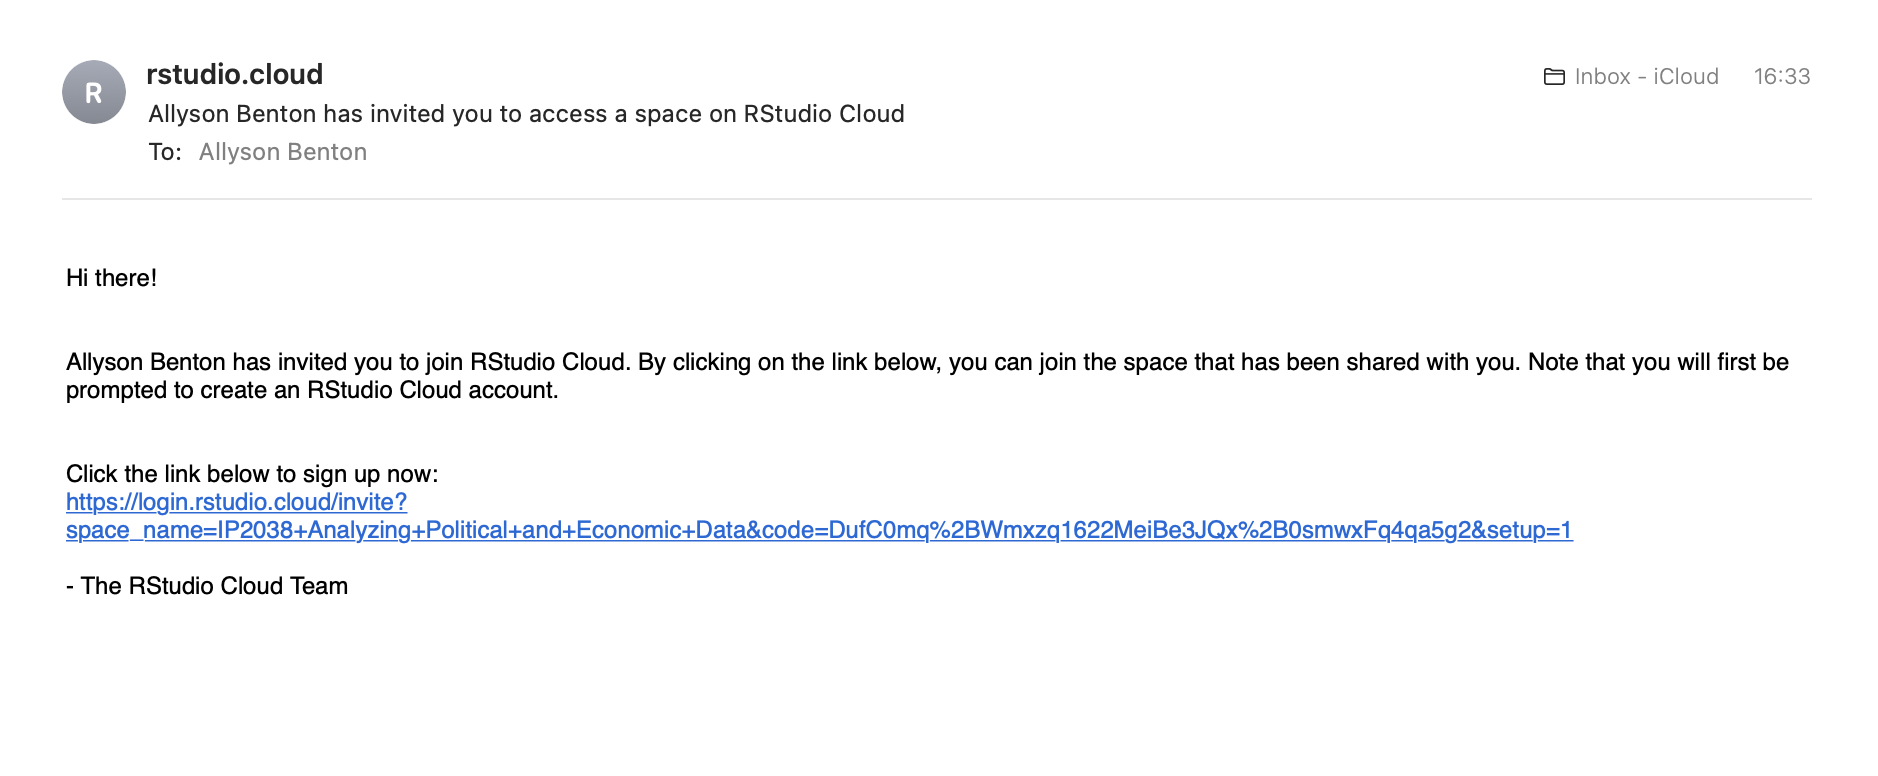 R
rstudio.cloud
Inbox - iCloud
16:33
Allyson Benton has invited you to access a space on RStudio Cloud
To: Allyson Benton
Hi there!
Allyson Benton has invited you to join RStudio Cloud. By clicking on the link below, you can join the space that has been shared with you. Note that you will first be
prompted to create an RStudio Cloud account.
Click the link below to sign up now:
https://login.rstudio.cloud/invite?
space_name=IP2038+Analyzing+Political+and+Economic+Data&code=DufC0mq%2BWmxzq1622MeiBe3JQx%2B0smwxFq4qa5g2&setup=1
- The RStudio Cloud Team